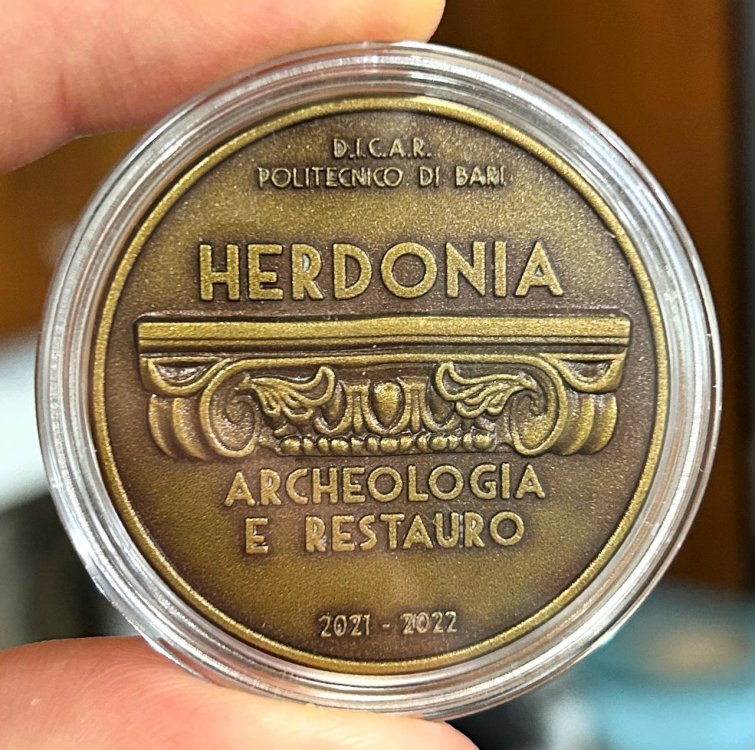 D.I.C.A.R.
POLITECNICO DI BARI
HERDONIA
ARCHEOLOGIA
E RESTAURO
2021 - 2022